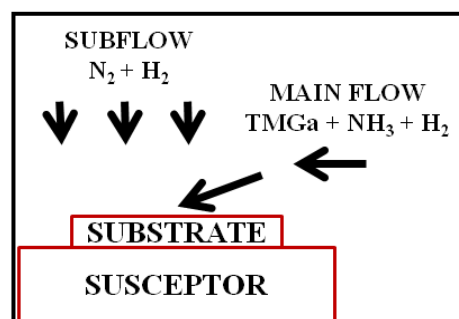 SUBFLOW
N₂ + H₂
MAIN FLOW
TMGa + NH₃ + H₂
SUBSTRATE
SUSCEPTOR